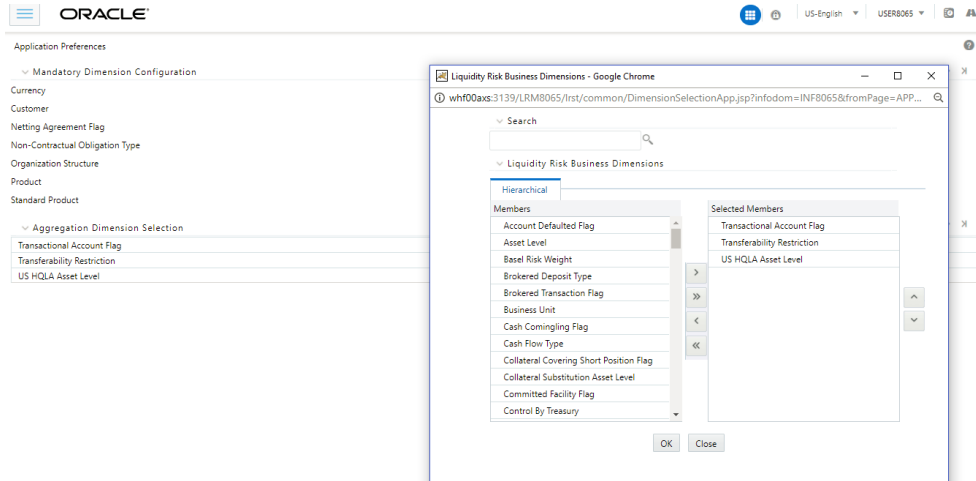 ORACLE
US-English
USER8065
Application Preferences
Mandatory Dimension Configuration
Currency
Customer
Netting Agreement Flag
Non-Contractual Obligation Type
Organization Structure
Product
Standard Product
Aggregation Dimension Selection
Transactional Account Flag
Transferability Restriction
US HQLA Asset Level
Liquidity Risk Business Dimensions - Google Chrome
whf00axs:3139/LRM8065/lrst/common/DimensionSelectionApp.jsp?infodom=INF8065&fromPage=APP...
Search
Liquidity Risk Business Dimensions
Hierarchical
Members
Account Defaulted Flag
Asset Level
Basel Risk Weight
Brokered Deposit Type
Brokered Transaction Flag
Business Unit
Cash Comingling Flag
Cash Flow Type
Collateral Covering Short Position Flag
Collateral Substitution Asset Level
Committed Facility Flag
Control By Treasury
Selected Members
Transactional Account Flag
Transferability Restriction
US HQLA Asset Level
OK Close